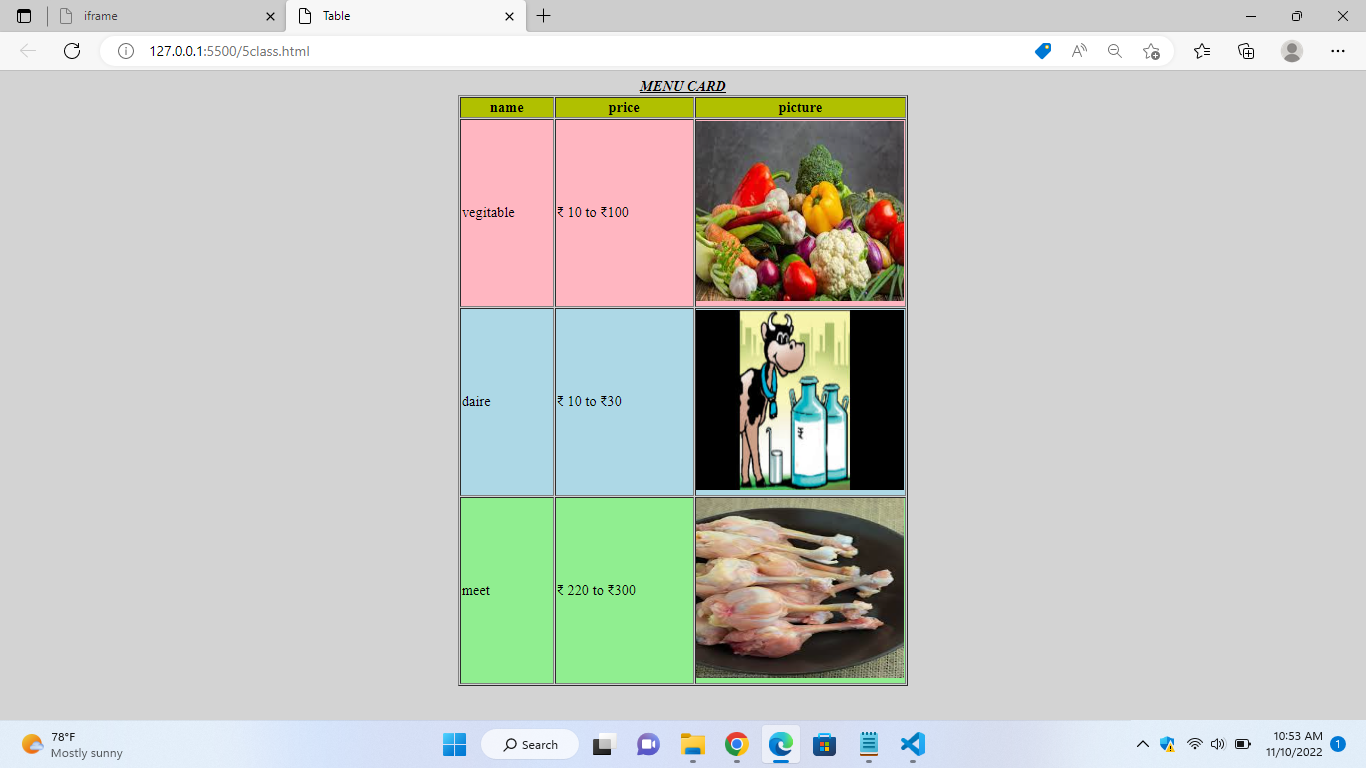 iframe
Table
127.0.0.1:5500/5class.html
MENU CARD
name price picture
vegitable ₹ 10 to ₹100
daire ₹ 10 to ₹30
meet ₹ 220 to ₹300
78°F
Mostly sunny
Search
10:53 AM
11/10/2022
1